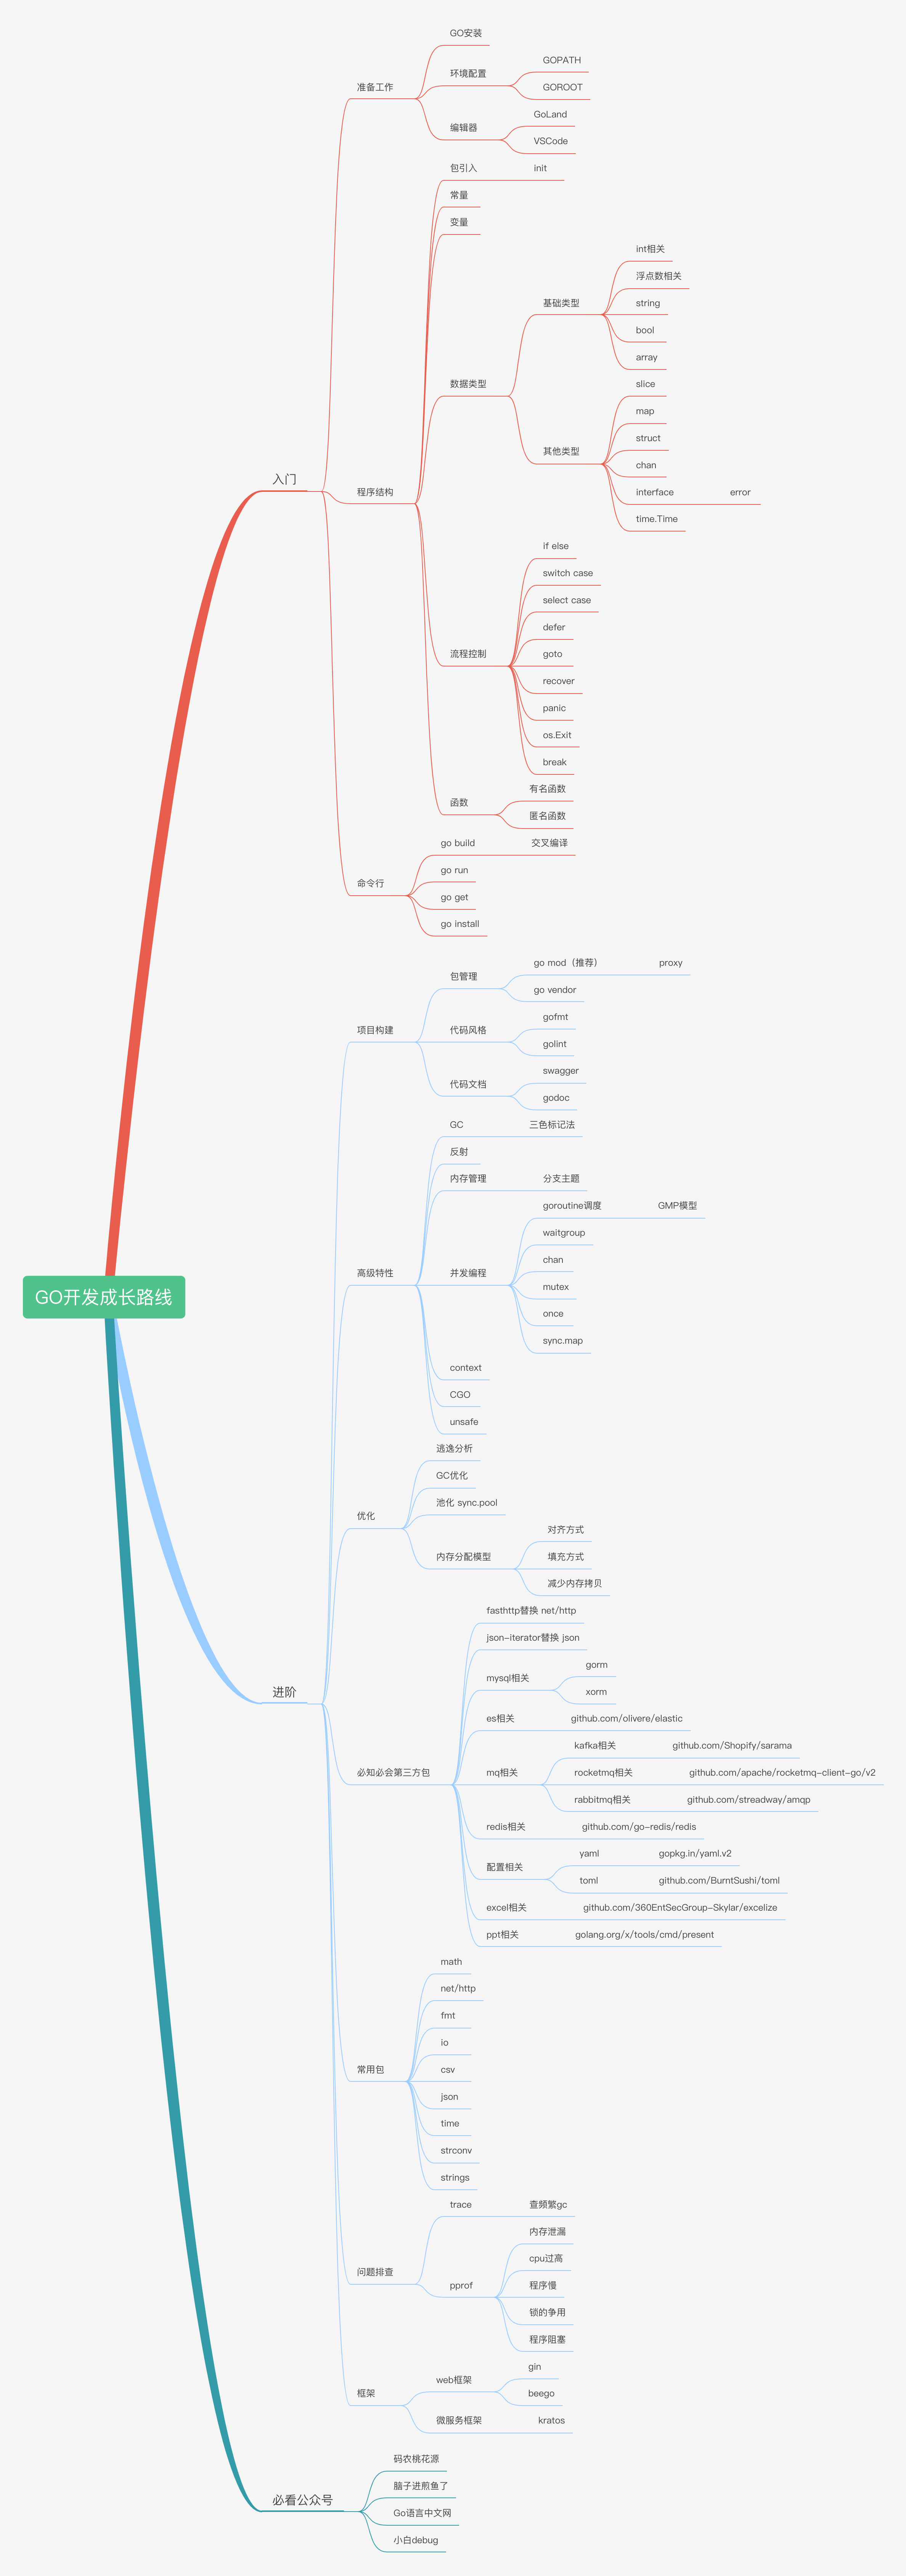 GO开发成长路线
入门
准备工作
GO安装
环境配置
GOPATH
GOROOT
编辑器
GoLand
VSCode
程序结构
包引入
init
常量
变量
数据类型
基础类型
int相关
浮点数相关
string
bool
array
其他类型
slice
map
struct
chan
interface
error
time.Time
流程控制
if else
switch case
select case
defer
goto
recover
panic
os.Exit
break
函数
有名函数
匿名函数
命令行
go build
交叉编译
go run
go get
go install
进阶
项目构建
包管理
go mod（推荐）
proxy
go vendor
代码风格
gofmt
golint
代码文档
swagger
godoc
高级特性
GC
三色标记法
反射
内存管理
分支主题
并发编程
goroutine调度
GMP模型
waitgroup
chan
mutex
once
sync.map
context
CGO
unsafe
优化
逃逸分析
GC优化
池化 sync.pool
内存分配模型
对齐方式
填充方式
减少内存拷贝
必知必会第三方包
fasthttp替换 net/http
json-iterator替换 json
mysql相关
gorm
xorm
es相关
github.com/olivere/elastic
mq相关
kafka相关
github.com/Shopify/sarama
rocketmq相关
github.com/apache/rocketmq-client-go/v2
rabbitmq相关
github.com/streadway/amqp
redis相关
github.com/go-redis/redis
配置相关
yaml
gopkg.in/yaml.v2
toml
github.com/BurntSushi/toml
excel相关
github.com/360EntSecGroup-Skylar/excelize
ppt相关
golang.org/x/tools/cmd/present
常用包
math
net/http
fmt
io
csv
json
time
strconv
strings
问题排查
trace
查频繁gc
pprof
内存泄漏
cpu过高
程序慢
锁的争用
程序阻塞
框架
web框架
gin
beego
微服务框架
kratos
必看公众号
码农桃花源
脑子进煎鱼了
Go语言中文网
小白debug